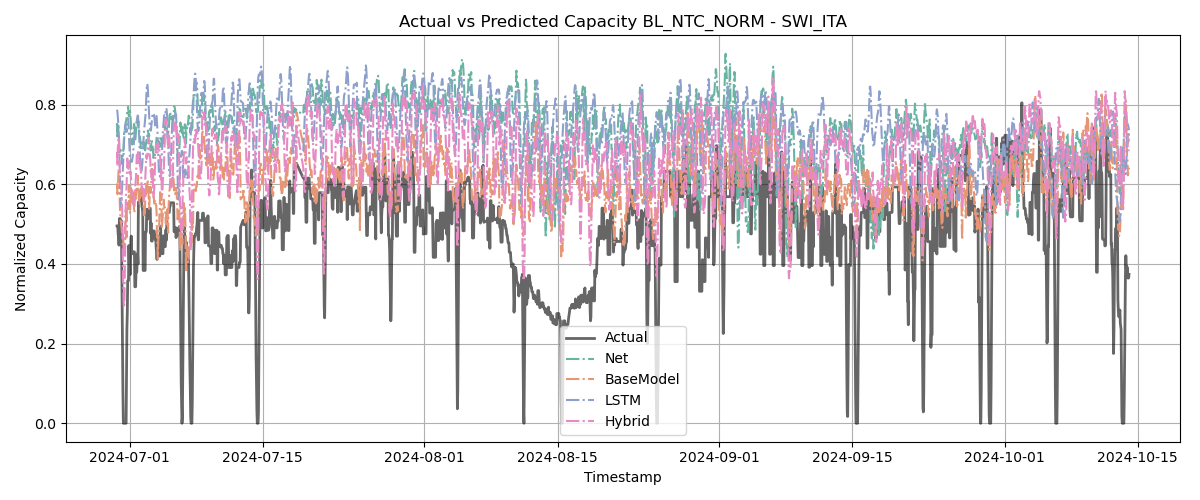 Actual vs Predicted Capacity BL_NTC_NORM - SWI_ITA
Normalized Capacity
0.8
0.6
0.4
0.2
0.0
Actual
Net
BaseModel
LSTM
Hybrid
2024-07-01
2024-07-15
2024-08-01
2024-08-15
2024-09-01
2024-09-15
2024-10-01
2024-10-15
Timestamp